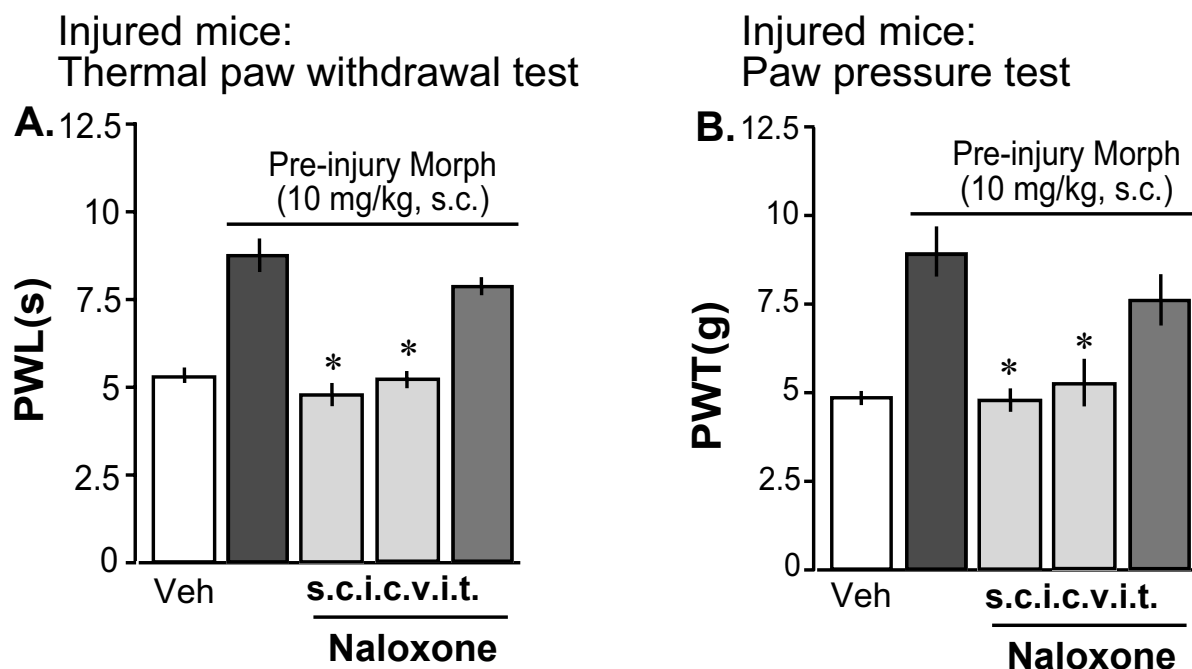 Injured mice:
Thermal paw withdrawal test
A.
12.5
Pre-injury Morph
(10 mg/kg, s.c.)
10
PWL(s)
7.5
*
*
5
2.5
0
Veh
s.c.i.c.v.i.t.
Naloxone
Injured mice:
Paw pressure test
B.
12.5
Pre-injury Morph
(10 mg/kg, s.c.)
10
PWT(g)
7.5
*
*
5
2.5
0
Veh
s.c.i.c.v.i.t.
Naloxone